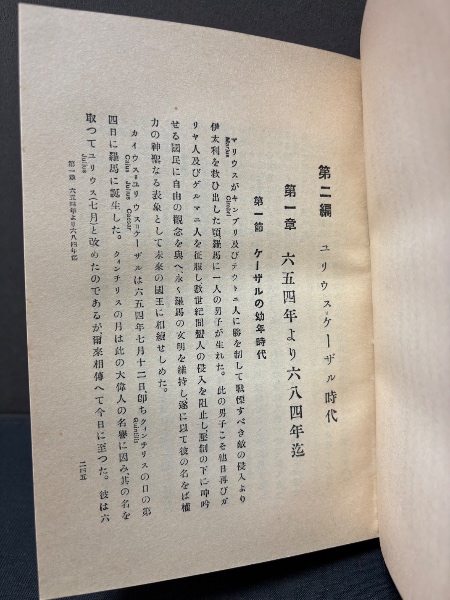 第二編 ユリウス=ケーザル時代
第一章 六五四年より六八四年迄
第一節 ケーザルの幼年時代
マリウスがキンブリ及びテウトニ人に勝を制して戰慄すべき敵の侵入より
Marius Cimbri
伊太利を救ひ出した頃羅馬に一人の男子が生れた。此の男子こそ他日再びガ
リヤ人及びゲルマニ人を征服し數世紀間蠻人の侵入を阻止し壓制の下に呻吟
せる國民に自由の觀念を與へ永く羅馬の文明を維持し遂に以て彼の名をば權
力の神聖なる表象として未來の國王に相續せしめた。
カイウス=ユリウス=ケーザルは六五四年七月十二日卽ちクィンチリスの日の第
Caius Julius Caesar Quintilis
四日に羅馬に誕生した。クィンチリスの月は此の大偉人の名譽に因み其の名を
取つてユリウス(七月)と改めたのであるが爾來相傳へて今日に至つた。彼は六
Julius
第一章 六五四年より六八四年迄
二四五